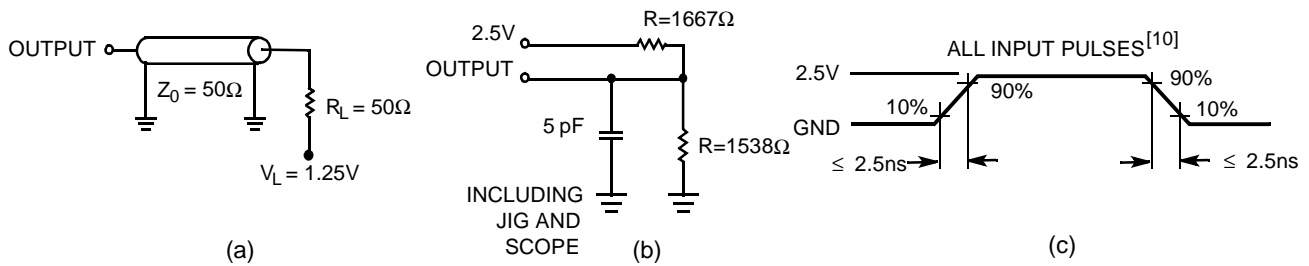 OUTPUT
Z0 = 50Ω
RL = 50Ω
VL = 1.25V
(a)
R=1667Ω
2.5V
OUTPUT
5 pF
R=1538Ω
INCLUDING
JIG AND
SCOPE
(b)
ALL INPUT PULSES[10]
2.5V
90%
90%
10%
10%
GND
≤ 2.5ns
≤ 2.5ns
(c)